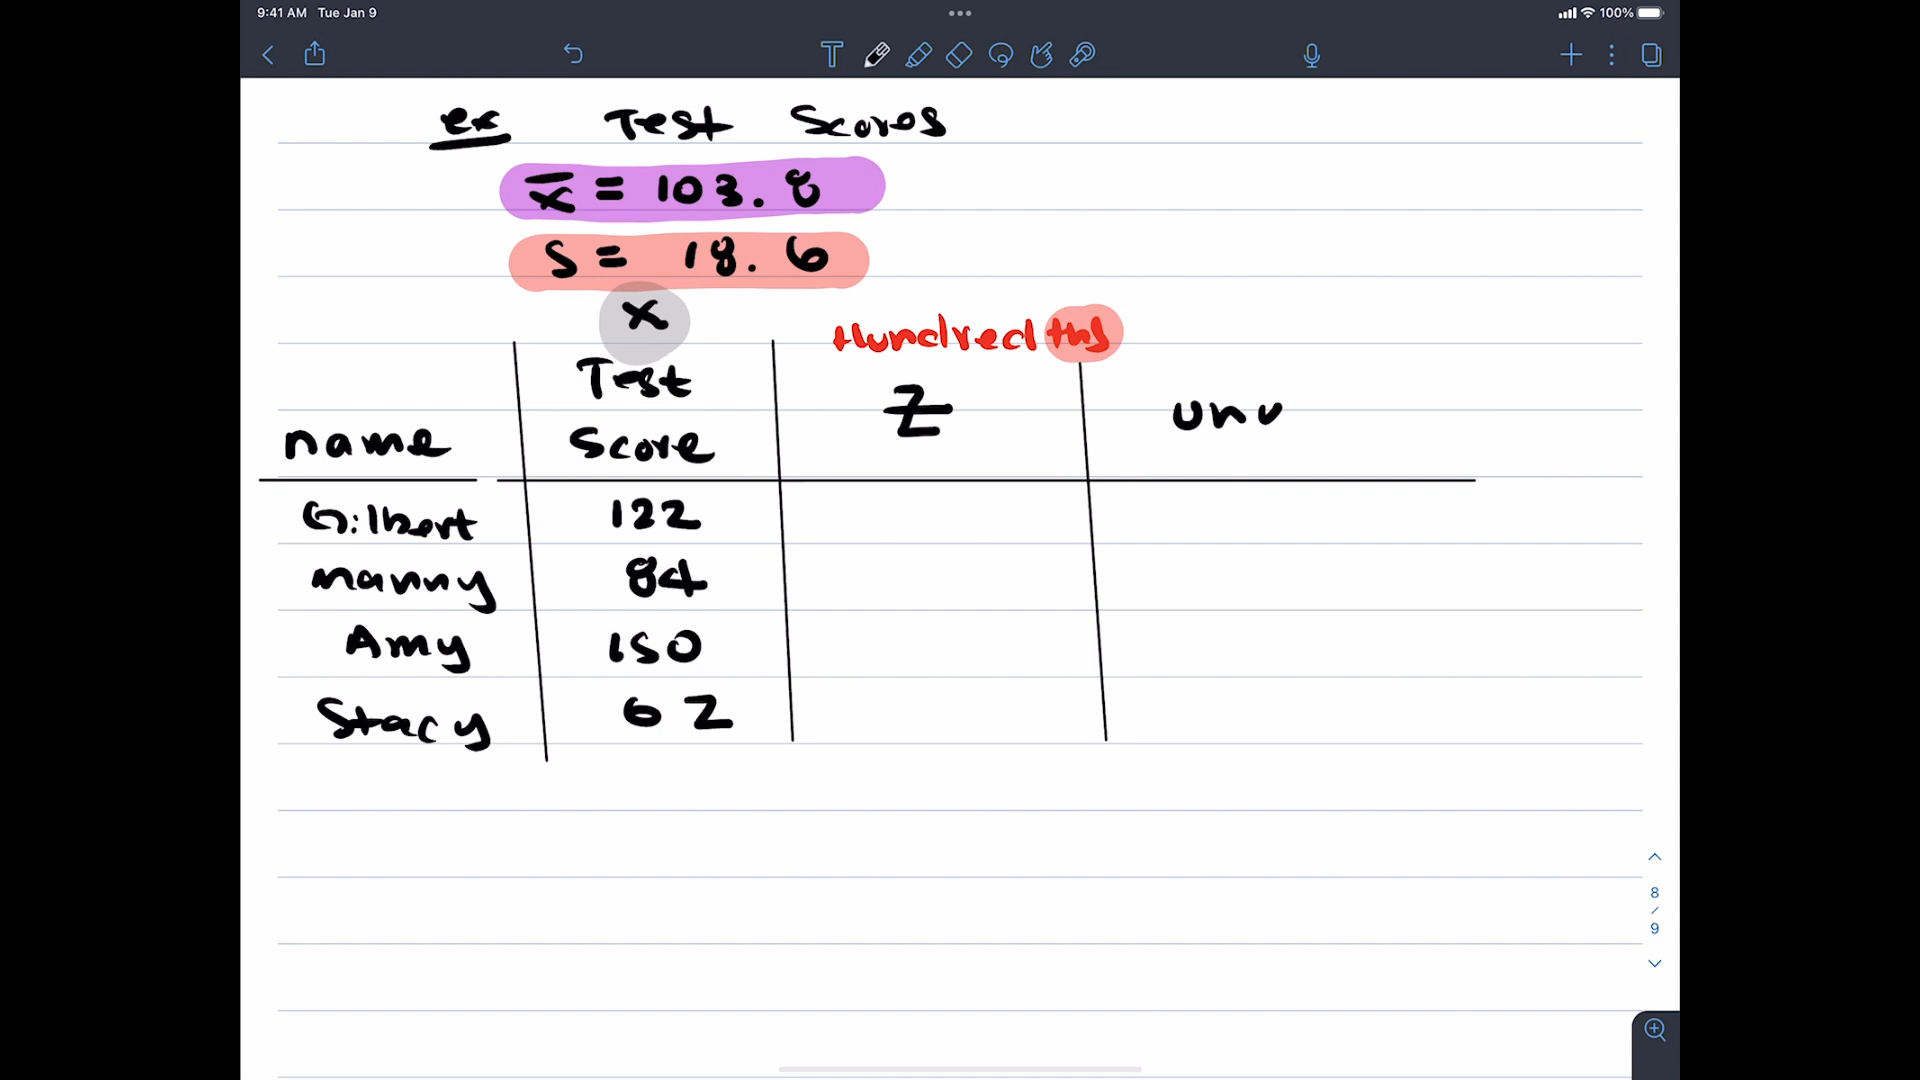 9:41 AM Tue Jan 9
100%
ex Test Scores
x̄ = 103.8
s = 18.6
x
Hundredths
Test
Z
unu
name
Score
Gilbert 122
manny 84
Amy 150
Stacy 62
8
/
9